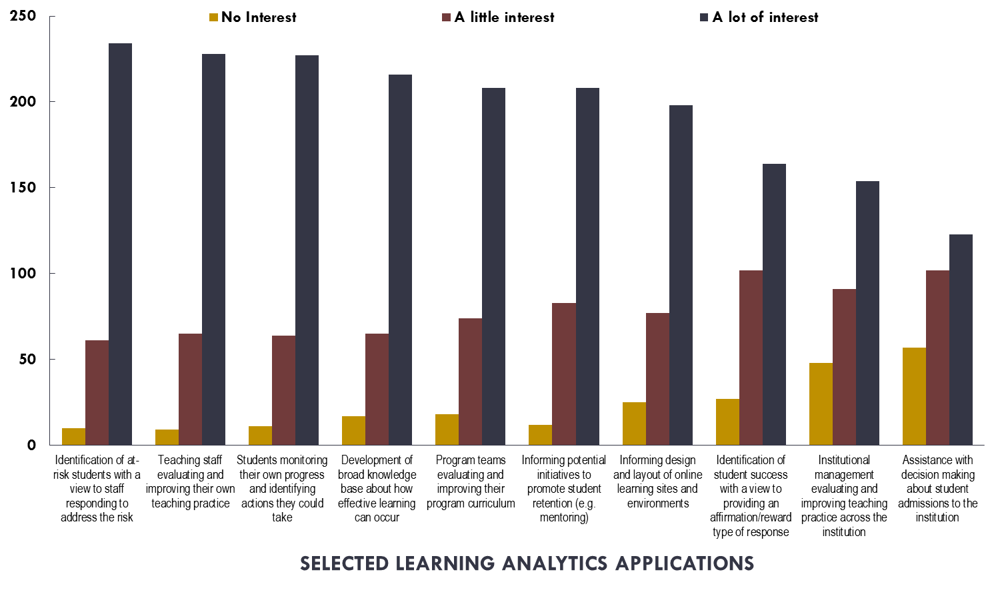 250
No Interest
A little interest
A lot of interest
200
150
100
50
0
Identification of at-
risk students with a
view to staff
responding to
address the risk
Teaching staff
evaluating and
improving their own
teaching practice
Students monitoring
their own progress
and identifying
actions they could
take
Development of
broad knowledge
base about how
effective learning
can occur
Program teams
evaluating and
improving their
program curriculum
Informing potential
initiatives to
promote student
retention (e.g.
mentoring)
Informing design
and layout of online
learning sites and
environments
Identification of
student success
with a view to
providing an
affirmation/reward
type of response
Institutional
management
evaluating and
improving teaching
practice across the
institution
Assistance with
decision making
about student
admissions to the
institution
SELECTED LEARNING ANALYTICS APPLICATIONS